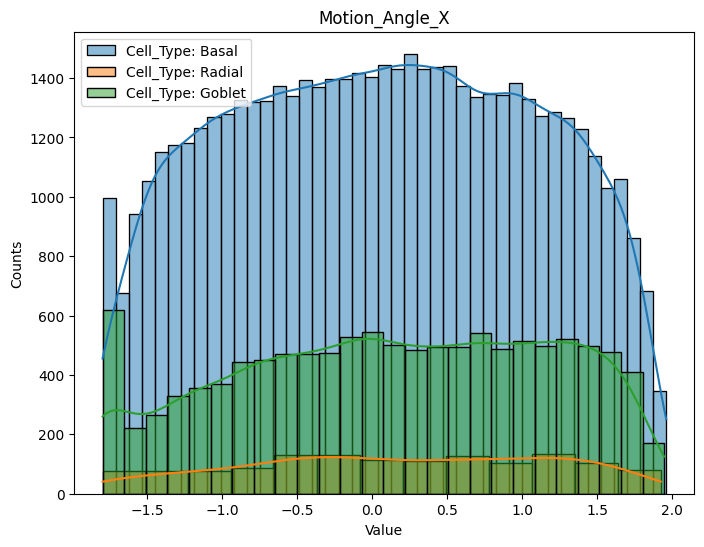 Motion_Angle_X
Cell_Type: Basal
Cell_Type: Radial
Cell_Type: Goblet
Counts
1400
1200
1000
800
600
400
200
0
−1.5 −1.0 −0.5 0.0 0.5 1.0 1.5 2.0
Value